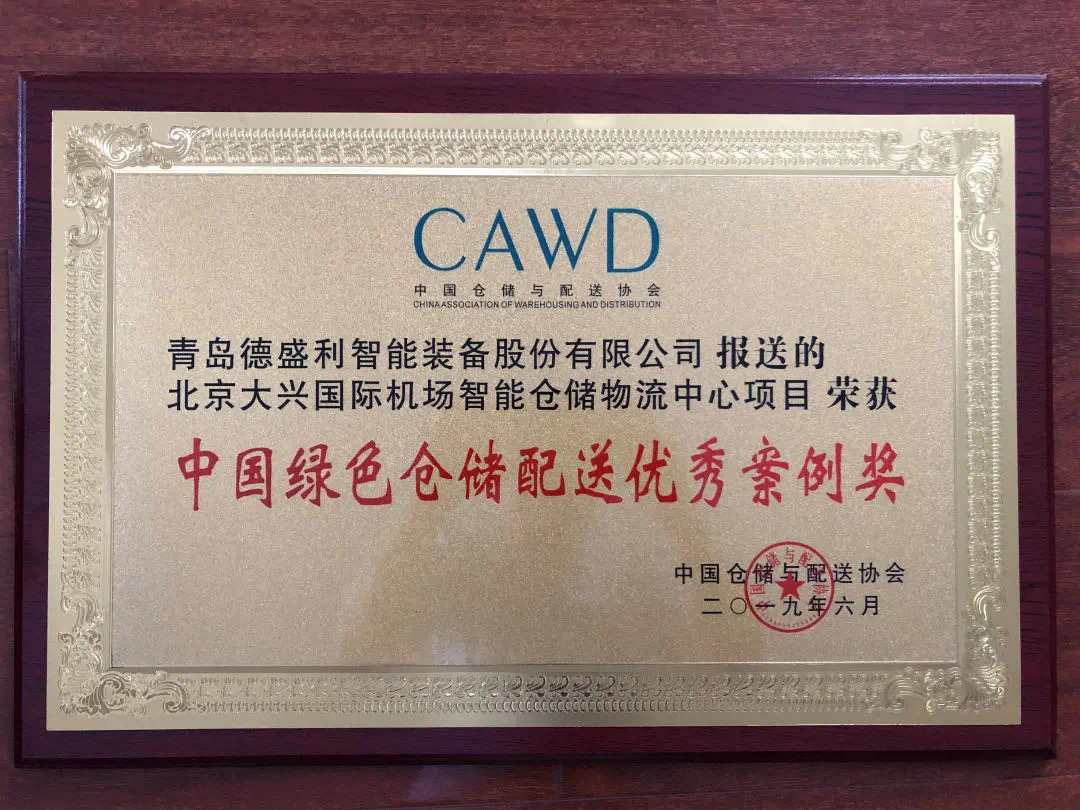 CAWD
中国仓储与配送协会
CHINA ASSOCIATION OF WAREHOUSING AND DISTRIBUTION
青岛德盛利智能装备股份有限公司 报送的
北京大兴国际机场智能仓储物流中心项目 荣获
中国绿色仓储配送优秀案例奖
中国仓储与配送协会
二〇一九年六月